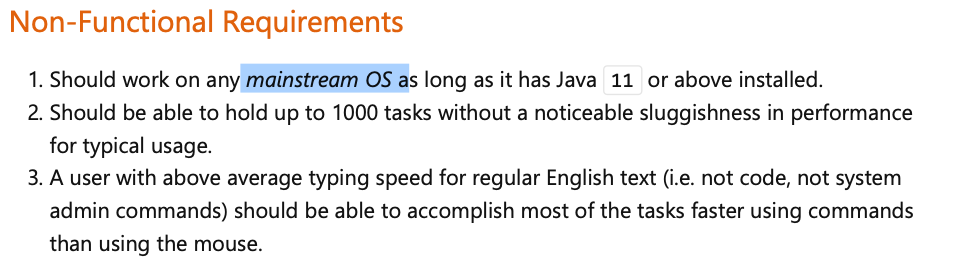 Non-Functional Requirements
1. Should work on any mainstream OS as long as it has Java 11 or above installed.
2. Should be able to hold up to 1000 tasks without a noticeable sluggishness in performance
for typical usage.
3. A user with above average typing speed for regular English text (i.e. not code, not system
admin commands) should be able to accomplish most of the tasks faster using commands
than using the mouse.